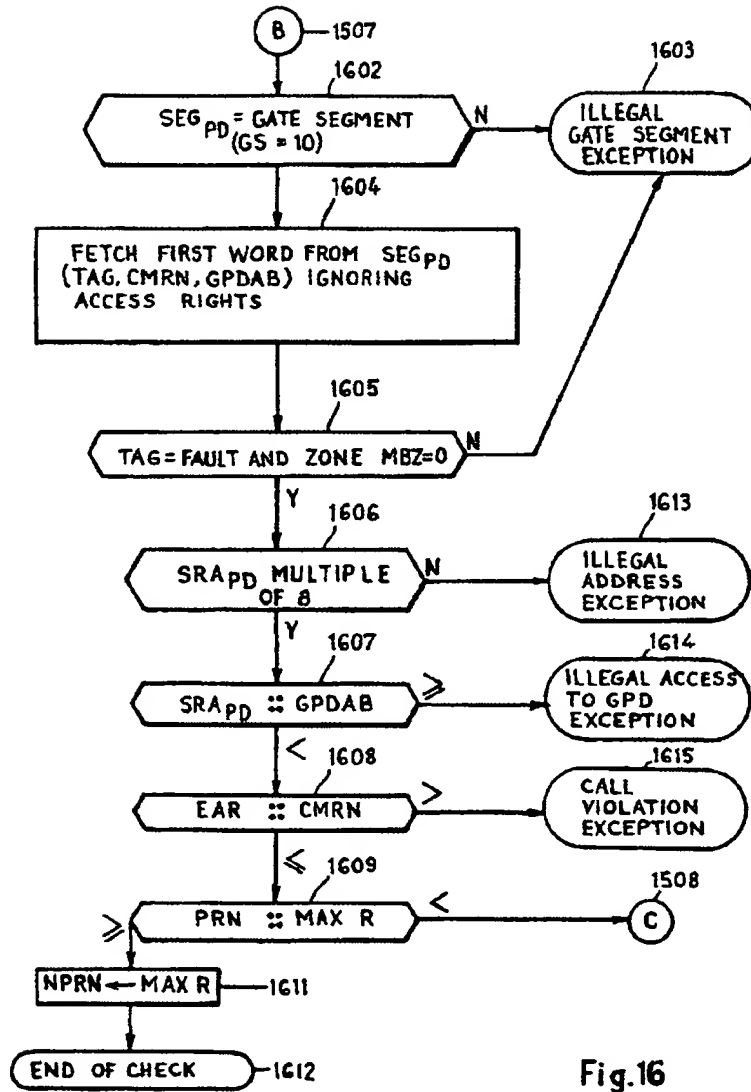 B
1507
1602
SEG PD = GATE SEGMENT
(GS = 10)
N
1603
ILLEGAL
GATE SEGMENT
EXCEPTION
1604
FETCH FIRST WORD FROM SEG PD
(TAG, CMRN, GPDAB) IGNORING
ACCESS RIGHTS
1605
TAG=FAULT AND ZONE MBZ=0
N
Y
1606
SRA PD MULTIPLE
OF 8
N
1613
ILLEGAL
ADDRESS
EXCEPTION
Y
1607
SRA PD :: GPDAB
≥
1614
ILLEGAL ACCESS
TO GPD
EXCEPTION
<
1608
EAR :: CMRN
>
1615
CALL
VIOLATION
EXCEPTION
≤
1609
PRN :: MAX R
<
1508
C
≥
NPRN ← MAX R
1611
END OF CHECK
1612
Fig.16